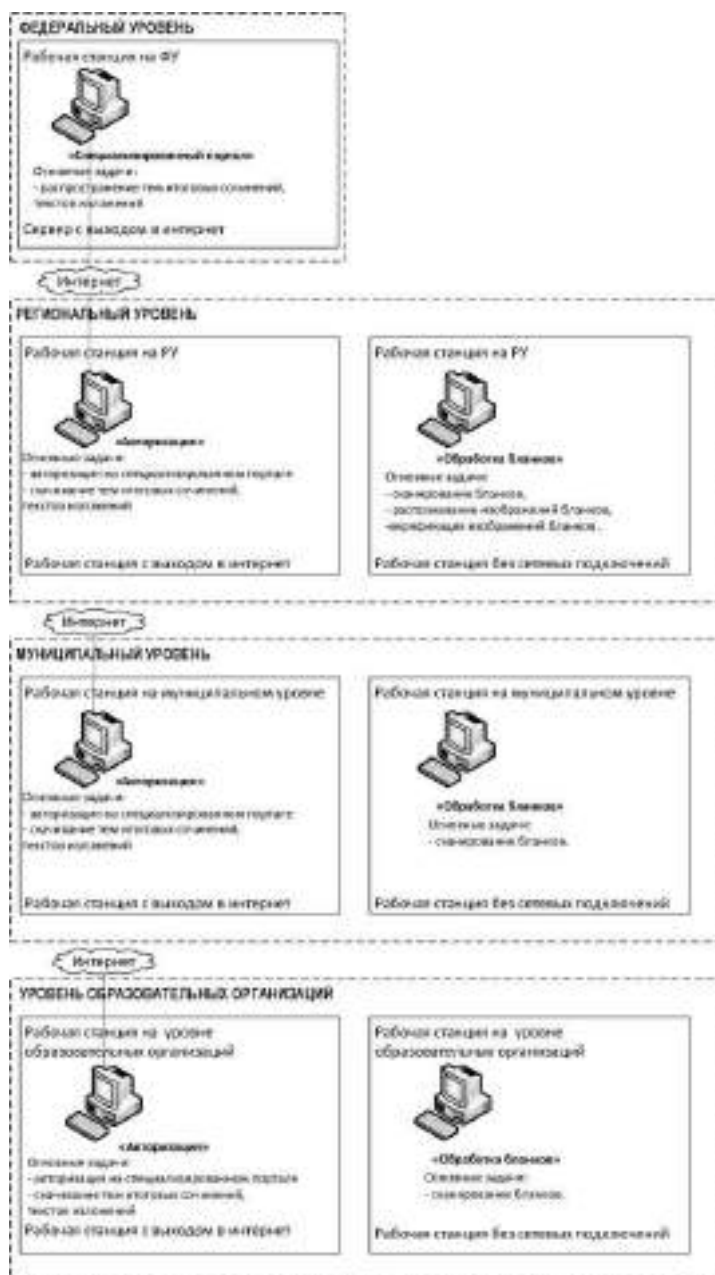 ФЕДЕРАЛЬНЫЙ УРОВЕНЬ
Рабочая станция на ФУ
«Специализированный портал»
Основные задачи:
- распространение тем итоговых сочинений,
текстов изложений
Сервер с выходом в интернет
Интернет
РЕГИОНАЛЬНЫЙ УРОВЕНЬ
Рабочая станция на РУ
«Авторизация»
Основные задачи:
- авторизация на специализированном портале
- скачивание тем итоговых сочинений,
текстов изложений
Рабочая станция с выходом в интернет
Рабочая станция на РУ
«Обработка бланков»
Основные задачи:
- сканирование бланков,
- распознавание изображений бланков,
-верификация изображений бланков.
Рабочая станция без сетевых подключений
Интернет
МУНИЦИПАЛЬНЫЙ УРОВЕНЬ
Рабочая станция на муниципальном уровне
«Авторизация»
Основные задачи:
- авторизация на специализированном портале
- скачивание тем итоговых сочинений,
текстов изложений
Рабочая станция с выходом в интернет
Рабочая станция на муниципальном уровне
«Обработка бланков»
Основные задачи:
- сканирование бланков.
Рабочая станция без сетевых подключений
Интернет
УРОВЕНЬ ОБРАЗОВАТЕЛЬНЫХ ОРГАНИЗАЦИЙ
Рабочая станция на уровне
образовательных организаций
«Авторизация»
Основные задачи:
- авторизация на специализированном портале
- скачивание тем итоговых сочинений,
текстов изложений
Рабочая станция с выходом в интернет
Рабочая станция на уровне
образовательных организаций
«Обработка бланков»
Основные задачи:
- сканирование бланков.
Рабочая станция без сетевых подключений